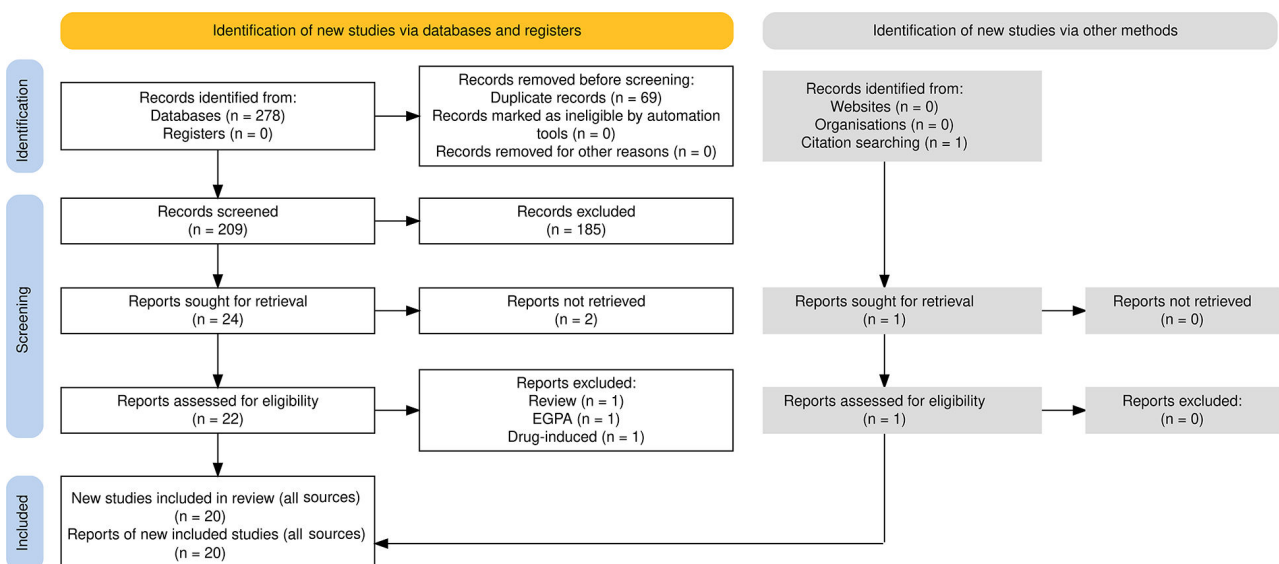 Identification of new studies via databases and registers
Identification of new studies via other methods
Identification
Records identified from:
Databases (n = 278)
Registers (n = 0)
Records removed before screening:
Duplicate records (n = 69)
Records marked as ineligible by automation
tools (n = 0)
Records removed for other reasons (n = 0)
Records identified from:
Websites (n = 0)
Organisations (n = 0)
Citation searching (n = 1)
Screening
Records screened
(n = 209)
Records excluded
(n = 185)
Reports sought for retrieval
(n = 24)
Reports not retrieved
(n = 2)
Reports sought for retrieval
(n = 1)
Reports not retrieved
(n = 0)
Reports assessed for eligibility
(n = 22)
Reports excluded:
Review (n = 1)
EGPA (n = 1)
Drug-induced (n = 1)
Reports assessed for eligibility
(n = 1)
Reports excluded:
(n = 0)
Included
New studies included in review (all sources)
(n = 20)
Reports of new included studies (all sources)
(n = 20)